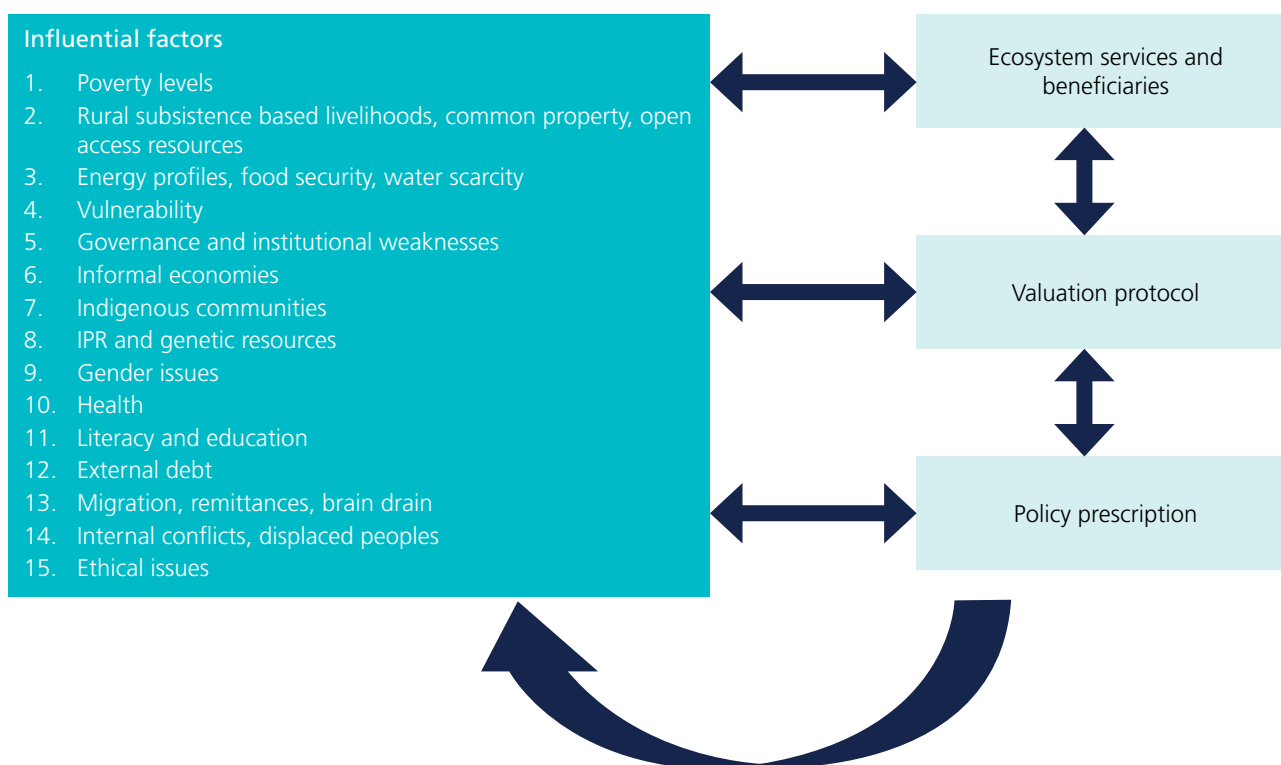 Influential factors
1. Poverty levels
2. Rural subsistence based livelihoods, common property, open
access resources
3. Energy profiles, food security, water scarcity
4. Vulnerability
5. Governance and institutional weaknesses
6. Informal economies
7. Indigenous communities
8. IPR and genetic resources
9. Gender issues
10. Health
11. Literacy and education
12. External debt
13. Migration, remittances, brain drain
14. Internal conflicts, displaced peoples
15. Ethical issues
Ecosystem services and
beneficiaries
Valuation protocol
Policy prescription